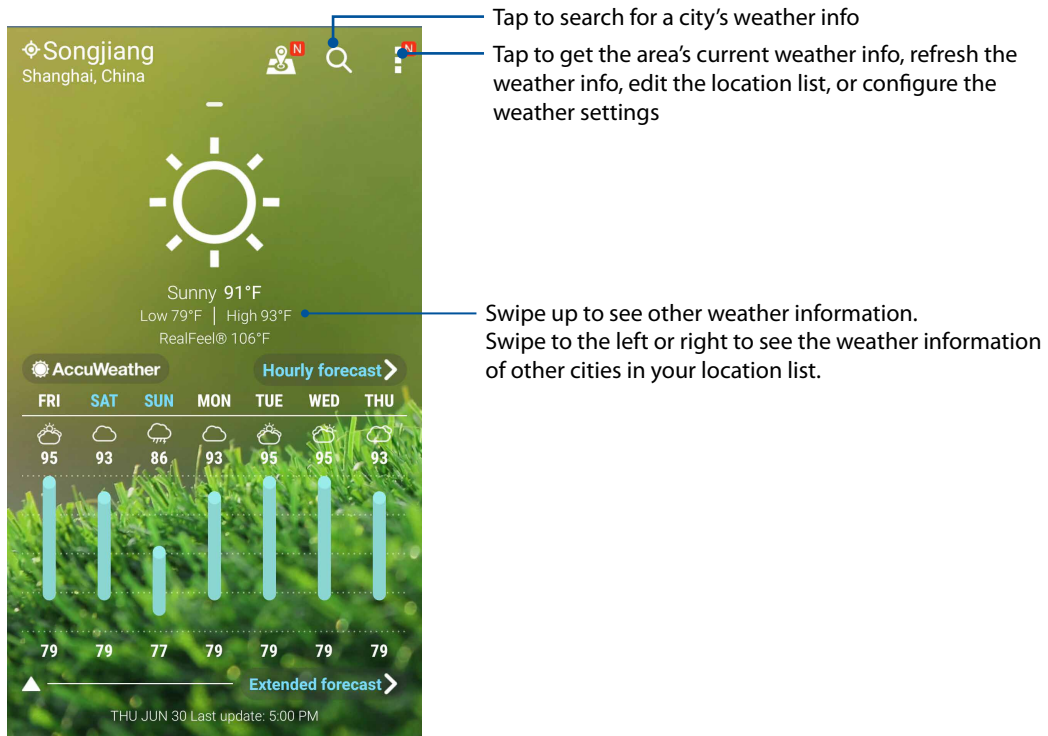 Tap to search for a city's weather info
Songjiang
Shanghai, China
N
N
Tap to get the area's current weather info, refresh the
weather info, edit the location list, or configure the
weather settings
Sunny 91°F
Low 79°F | High 93°F
RealFeel® 106°F
Swipe up to see other weather information.
Swipe to the left or right to see the weather information
of other cities in your location list.
AccuWeather
Hourly forecast
FRI SAT SUN MON TUE WED THU
95 93 86 93 95 95 93
79 79 77 79 79 79 79
Extended forecast
THU JUN 30 Last update: 5:00 PM